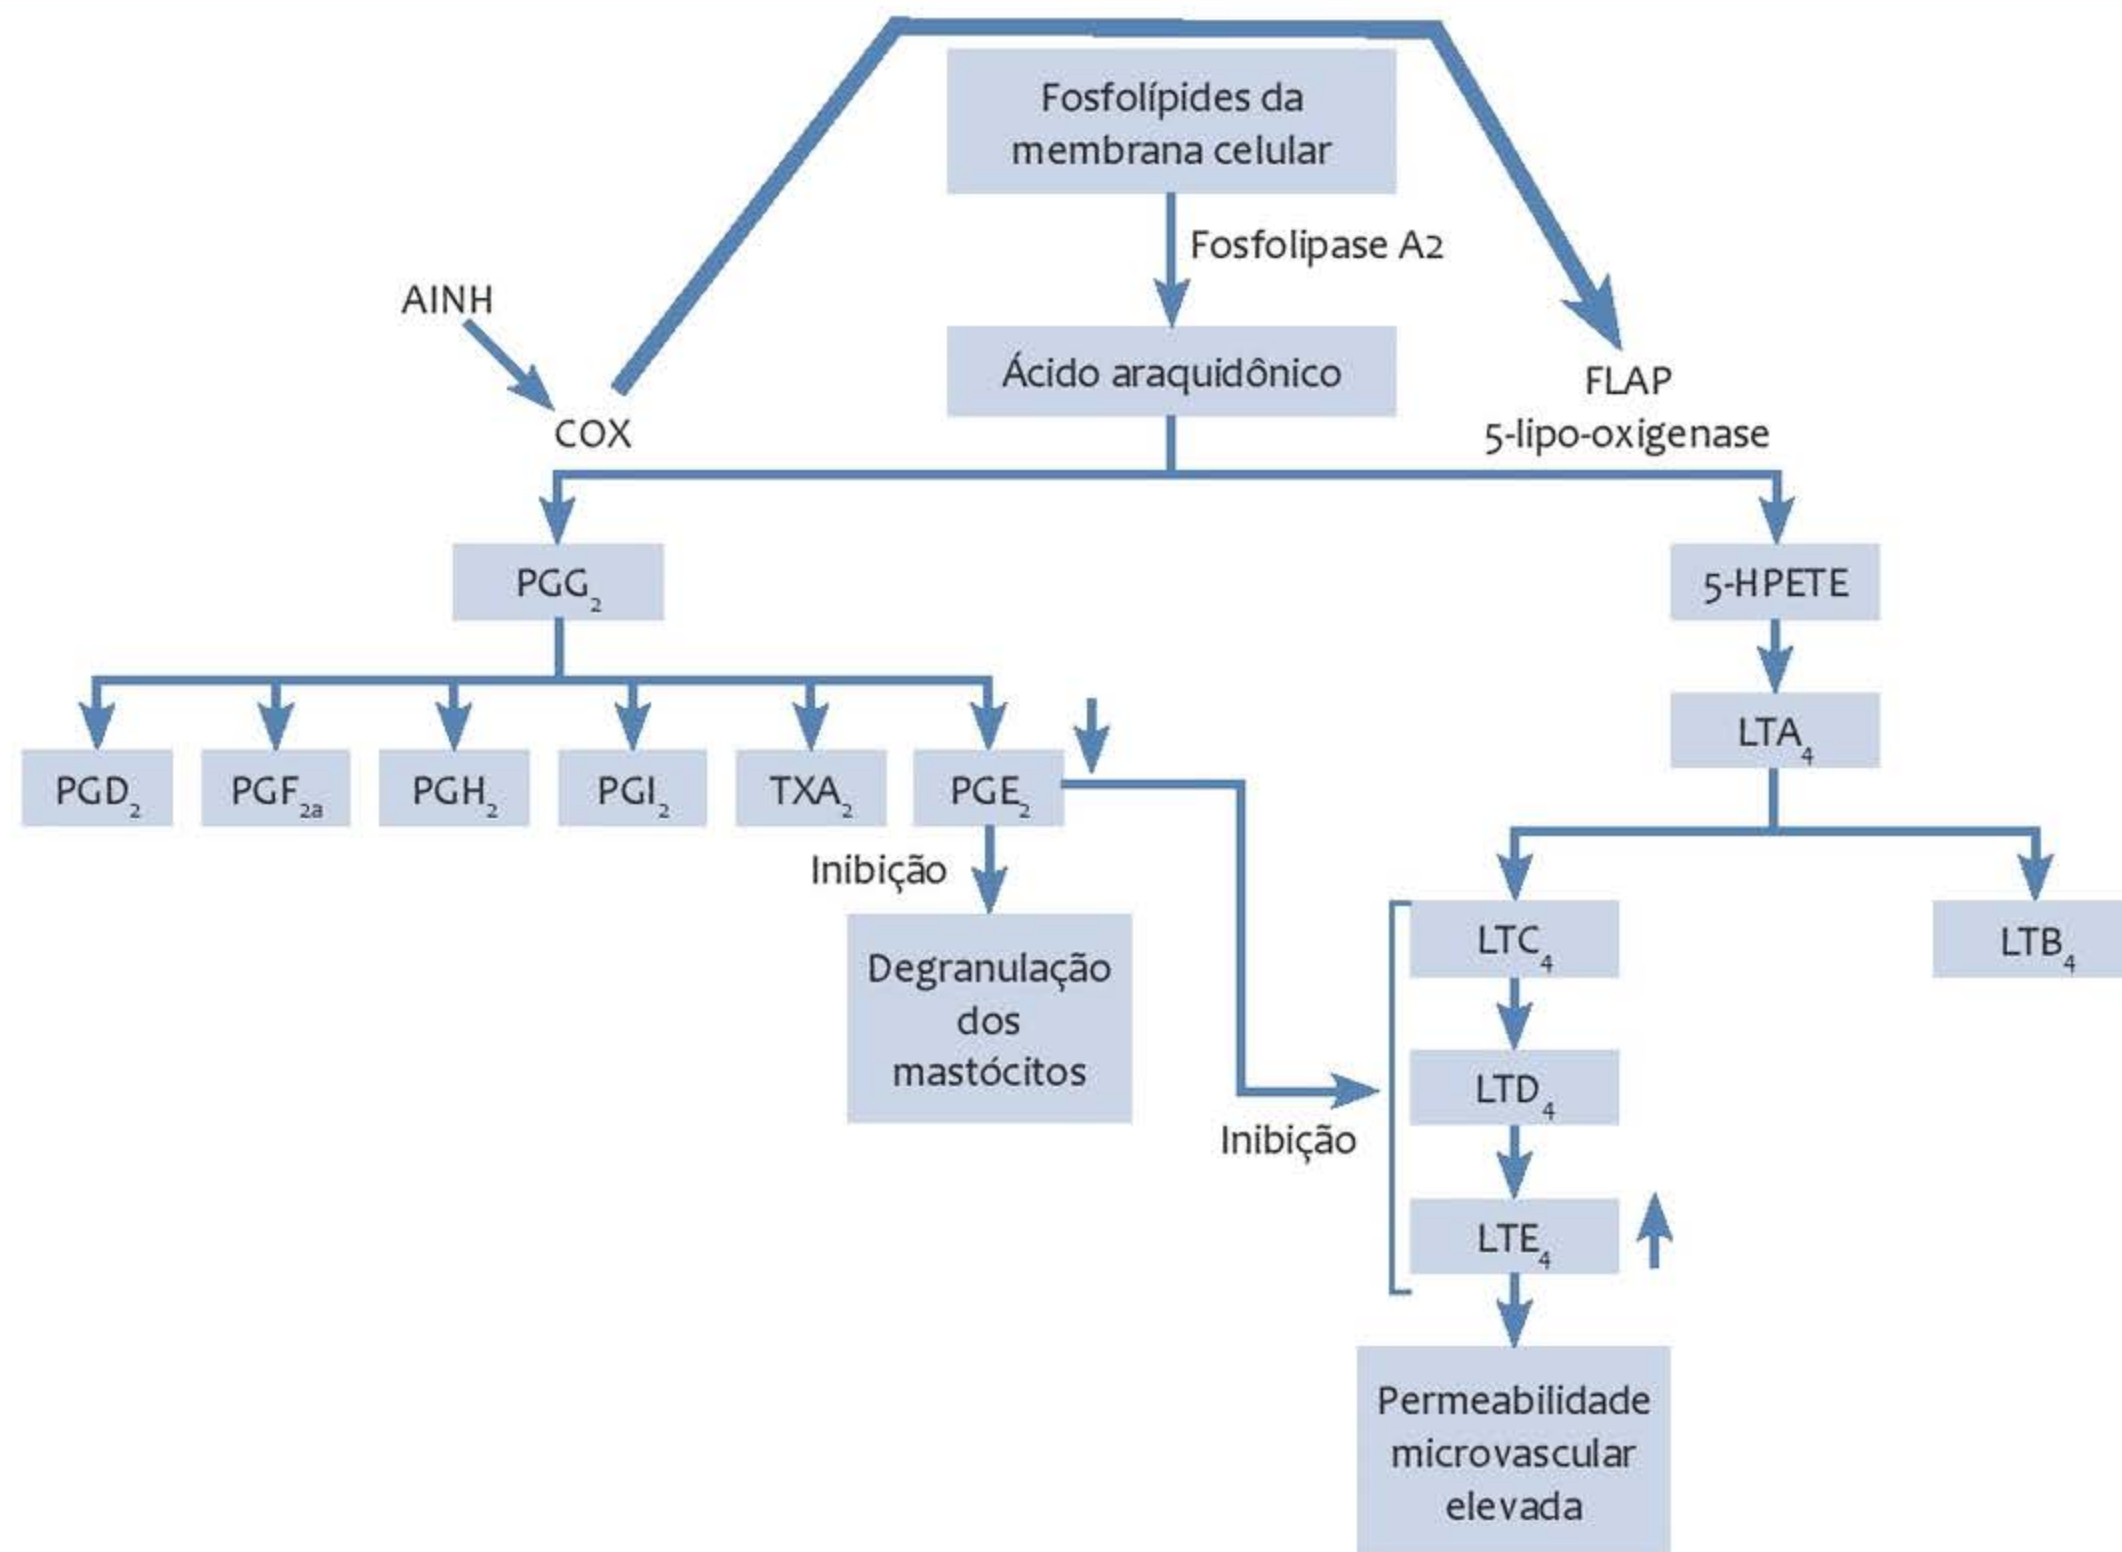 Fosfolípides da
membrana celular
Fosfolipase A2
AINH
Ácido araquidônico
COX
FLAP
5-lipo-oxigenase
PGG₂
5-HPETE
LTA₄
PGD₂
PGF₂ₐ
PGH₂
PGI₂
TXA₂
PGE₂
Inibição
Degranulação
dos
mastócitos
LTC₄
LTB₄
LTD₄
Inibição
LTE₄
Permeabilidade
microvascular
elevada